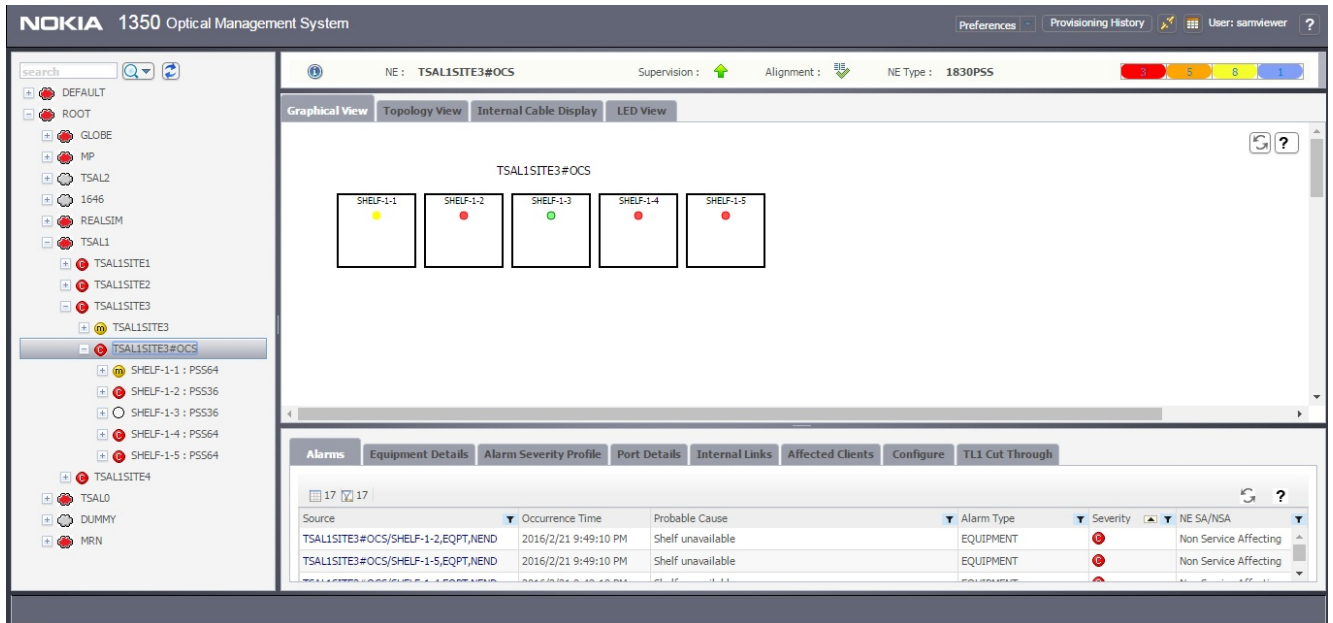 NOKIA 1350 Optical Management System
Preferences
Provisioning History
User: samviewer
?
search
DEFAULT
ROOT
GLOBE
MP
TSAL2
1646
REALSIM
TSAL1
C TSAL1SITE1
C TSAL1SITE2
C TSAL1SITE3
m TSAL1SITE3
C TSAL1SITE3#OCS
m SHELF-1-1 : PSS64
C SHELF-1-2 : PSS36
SHELF-1-3 : PSS36
C SHELF-1-4 : PSS64
C SHELF-1-5 : PSS64
C TSAL1SITE4
TSAL0
DUMMY
MRN
NE : TSAL1SITE3#OCS Supervision : Alignment : NE Type : 1830PSS 3 5 8 1
Graphical View Topology View Internal Cable Display LED View
?
TSAL1SITE3#OCS
SHELF-1-1 SHELF-1-2 SHELF-1-3 SHELF-1-4 SHELF-1-5
Alarms Equipment Details Alarm Severity Profile Port Details Internal Links Affected Clients Configure TL1 Cut Through
17 17 ?
Source Occurrence Time Probable Cause Alarm Type Severity NE SA/NSA
TSAL1SITE3#OCS/SHELF-1-2,EQPT,NEND 2016/2/21 9:49:10 PM Shelf unavailable EQUIPMENT C Non Service Affecting
TSAL1SITE3#OCS/SHELF-1-5,EQPT,NEND 2016/2/21 9:49:10 PM Shelf unavailable EQUIPMENT C Non Service Affecting